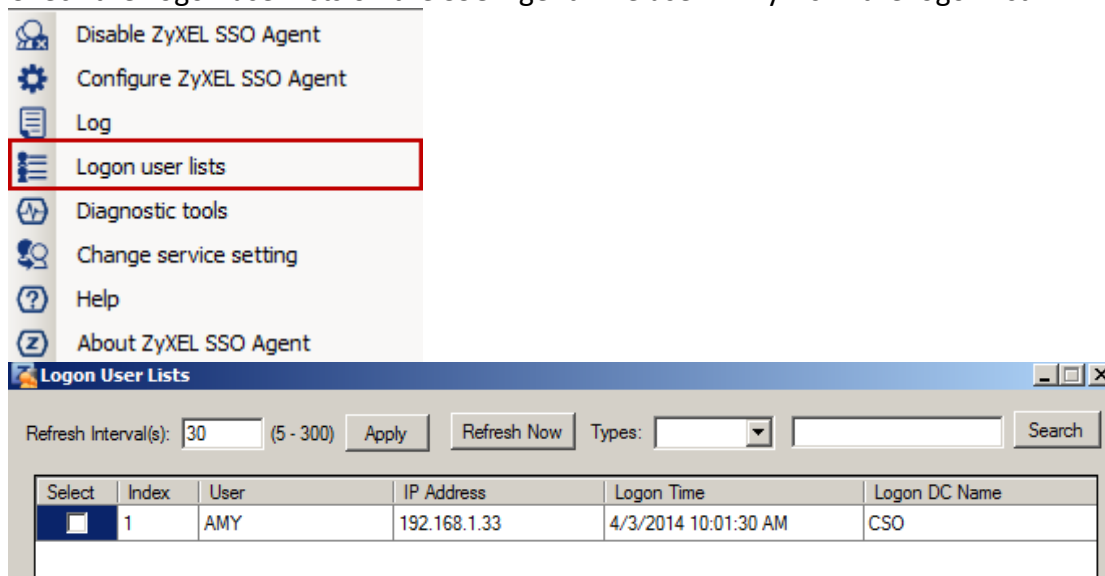 Disable ZyXEL SSO Agent
Configure ZyXEL SSO Agent
Log
Logon user lists
Diagnostic tools
Change service setting
Help
About ZyXEL SSO Agent
Logon User Lists
Refresh Interval(s): 30 (5 - 300) Apply Refresh Now Types: Search
Select Index User IP Address Logon Time Logon DC Name
1 AMY 192.168.1.33 4/3/2014 10:01:30 AM CSO